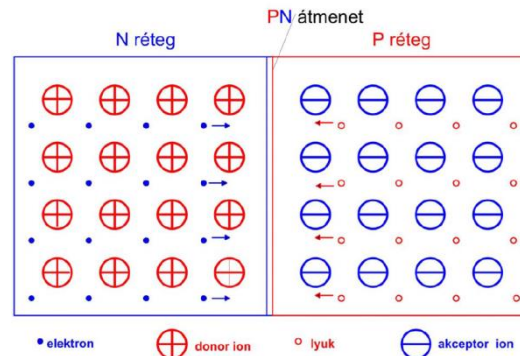 PN átmenet
N réteg
P réteg
elektron
donor ion
lyuk
akceptor ion